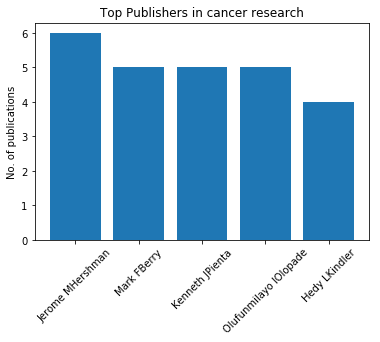 Top Publishers in cancer research
No. of publications
6
5
4
3
2
1
0
Jerome MHershman
Mark FBerry
Kenneth JPienta
Olufunmilayo IOlopade
Hedy LKindler